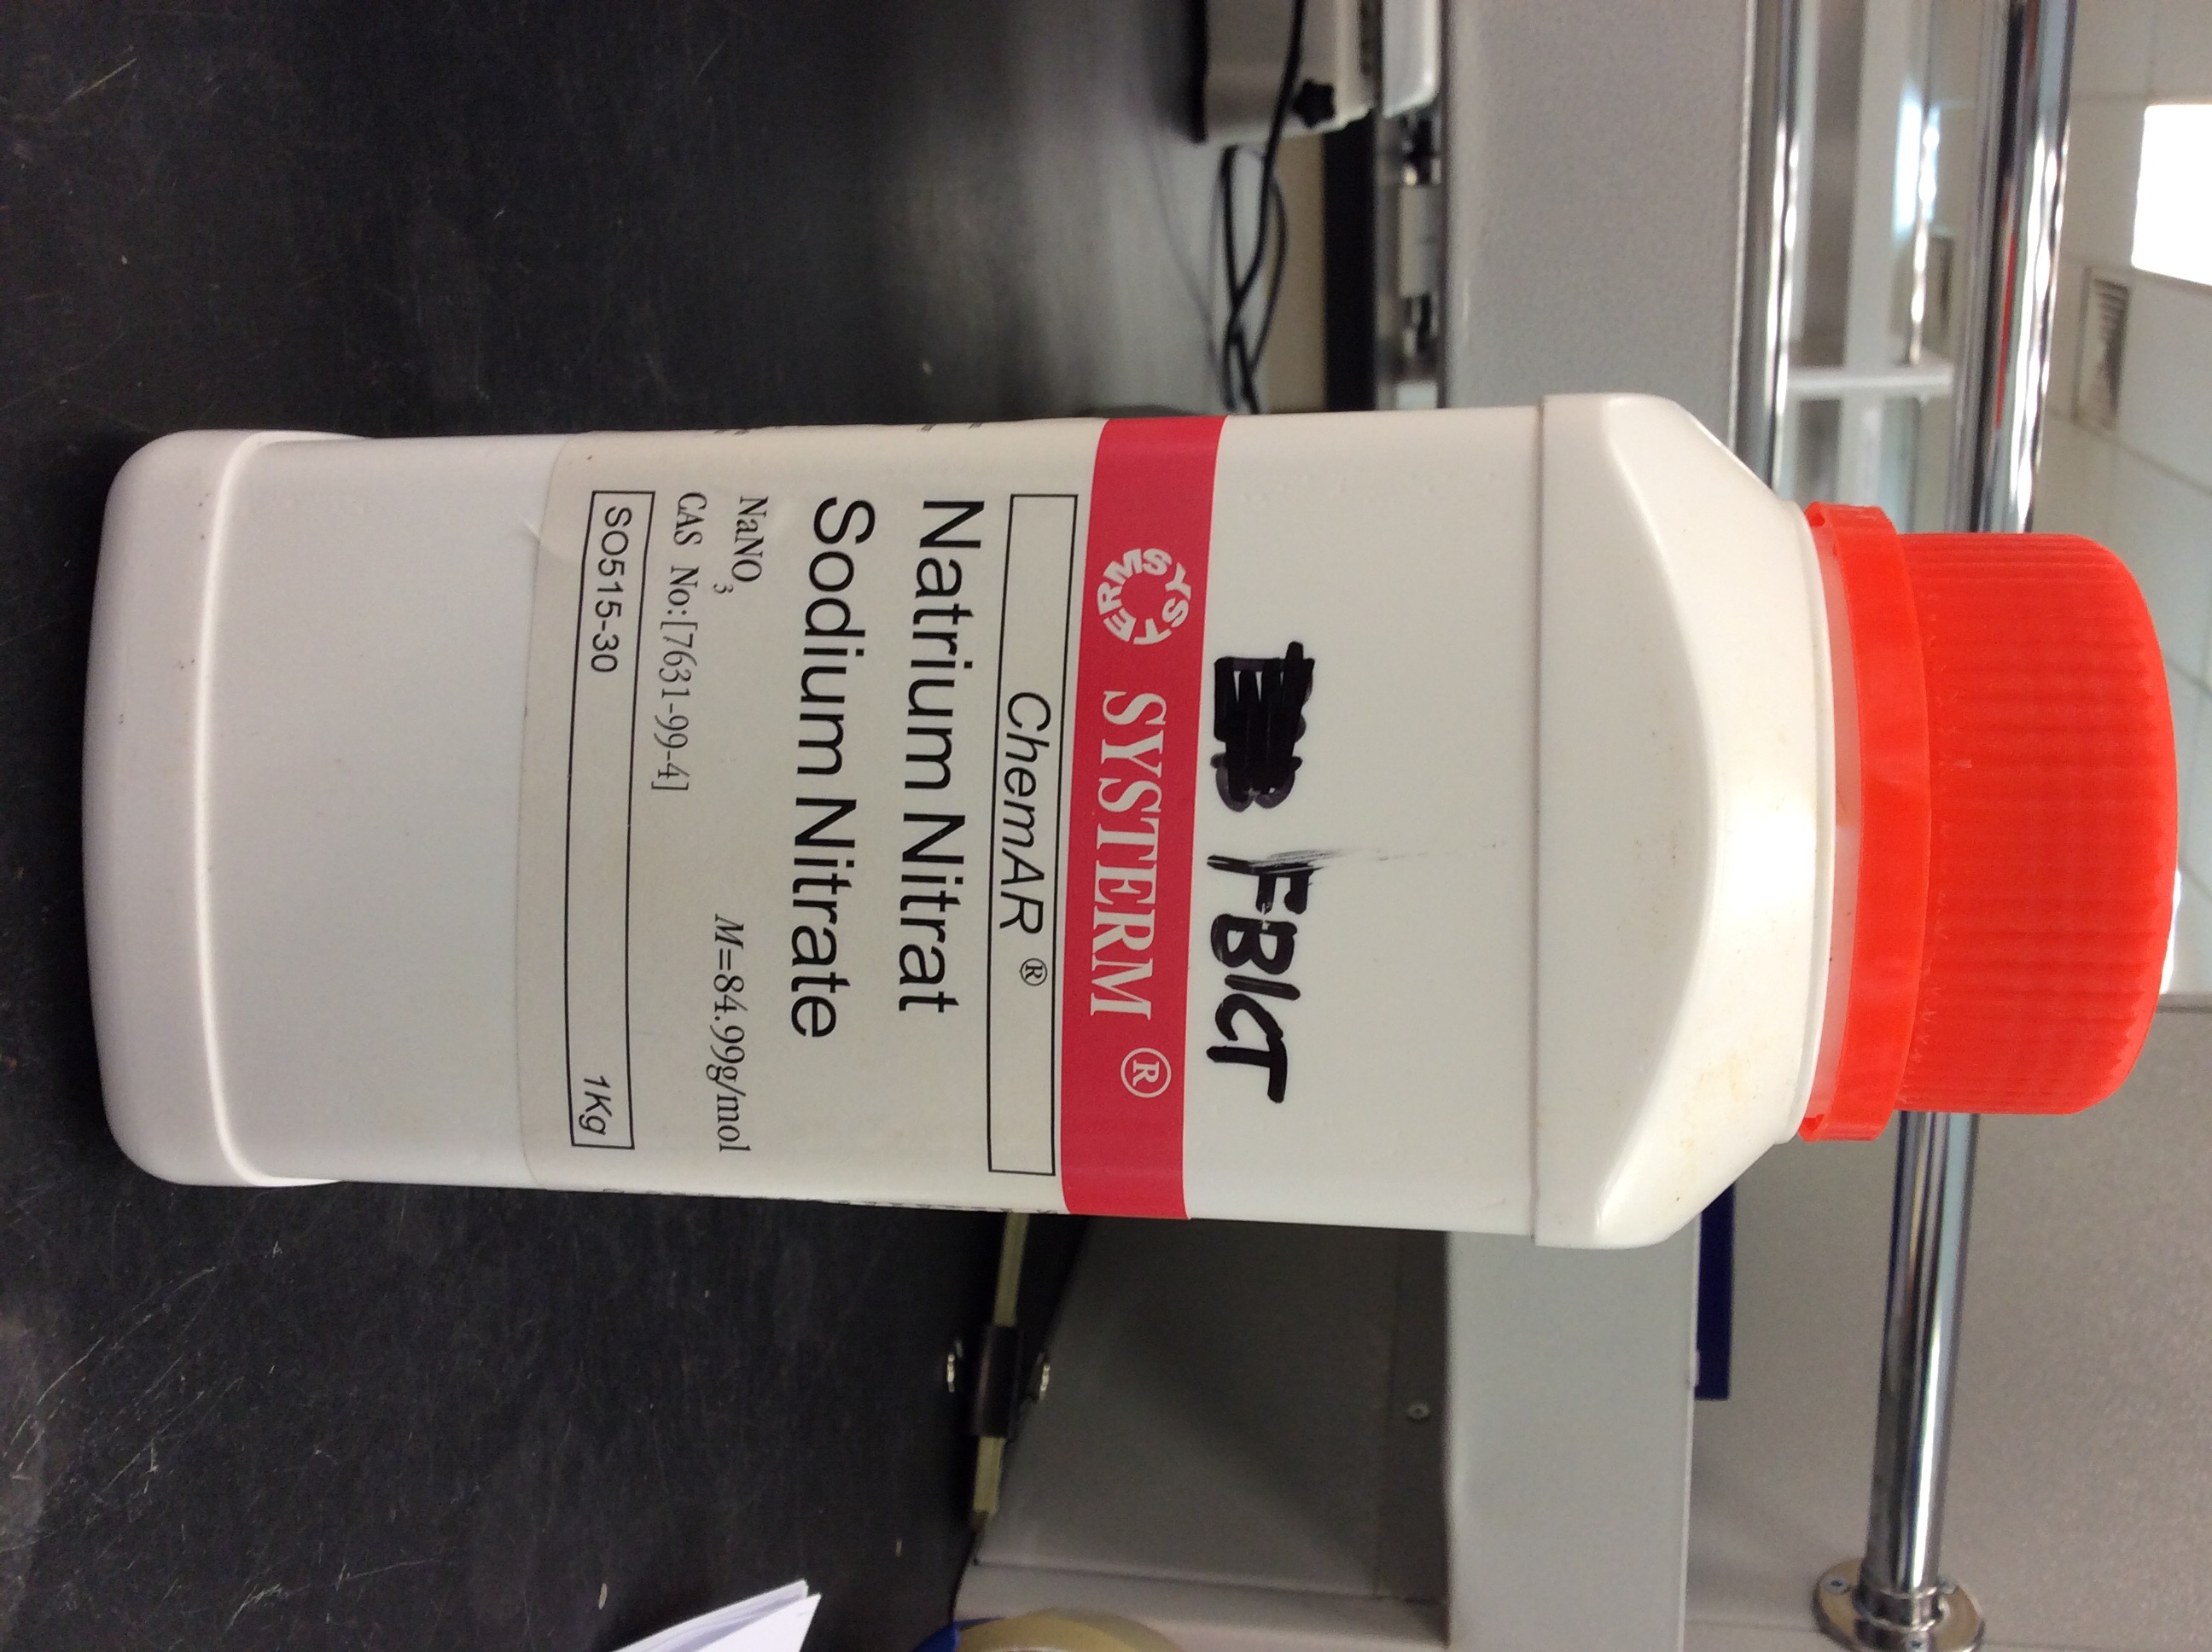 FBICT
SYSTERM SYSTERM ®
ChemAR ®
Natrium Nitrat
Sodium Nitrate
NaNO3 M=84.99g/mol
CAS No:[7631-99-4]
SO515-30 1Kg